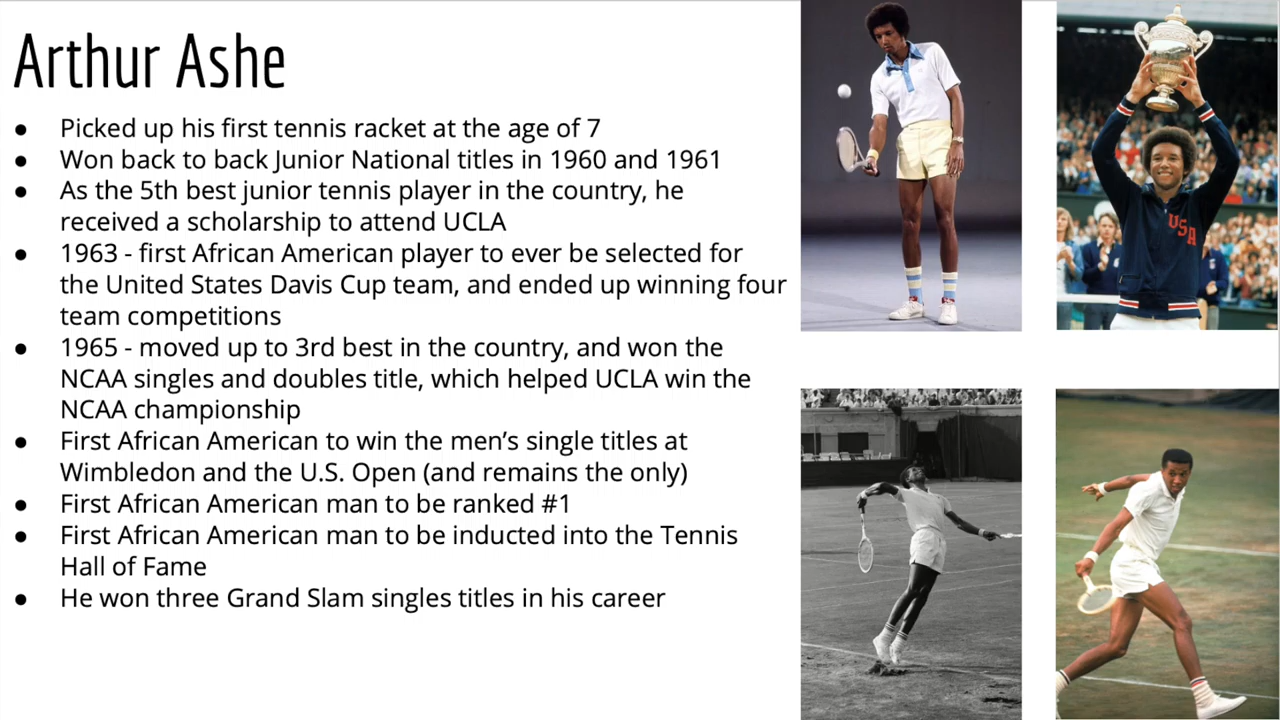 Arthur Ashe
● Picked up his first tennis racket at the age of 7
● Won back to back Junior National titles in 1960 and 1961
● As the 5th best junior tennis player in the country, he
received a scholarship to attend UCLA
● 1963 - first African American player to ever be selected for
the United States Davis Cup team, and ended up winning four
team competitions
● 1965 - moved up to 3rd best in the country, and won the
NCAA singles and doubles title, which helped UCLA win the
NCAA championship
● First African American to win the men’s single titles at
Wimbledon and the U.S. Open (and remains the only)
● First African American man to be ranked #1
● First African American man to be inducted into the Tennis
Hall of Fame
● He won three Grand Slam singles titles in his career
USA